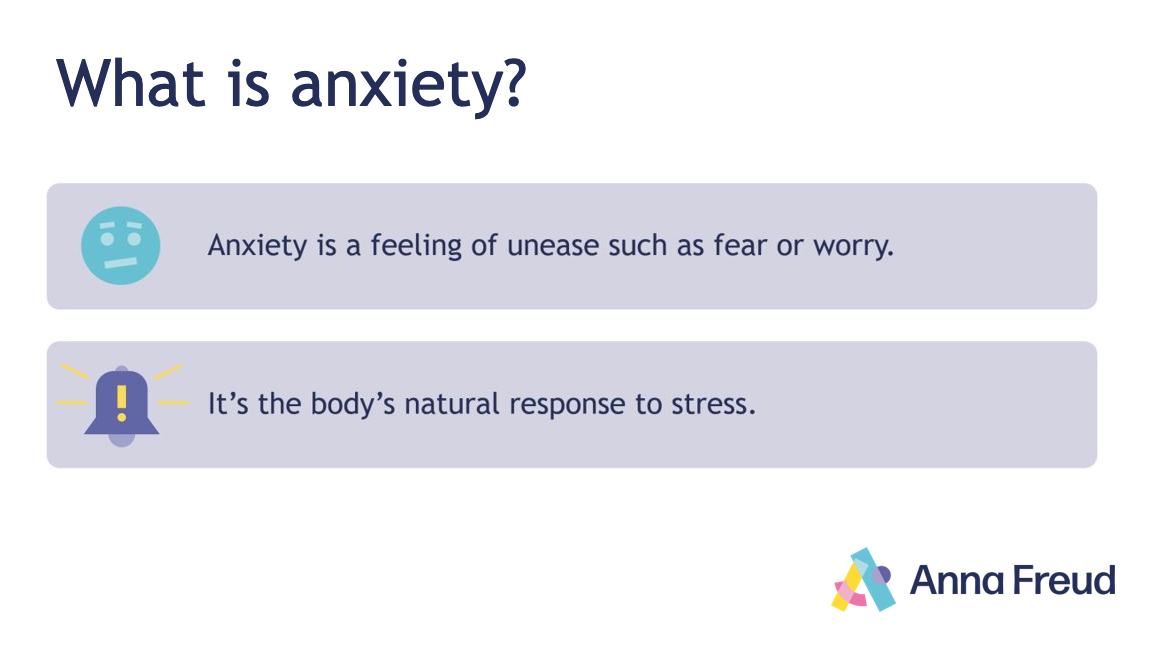 What is anxiety?
Anxiety is a feeling of unease such as fear or worry.
!
It’s the body’s natural response to stress.
Anna Freud